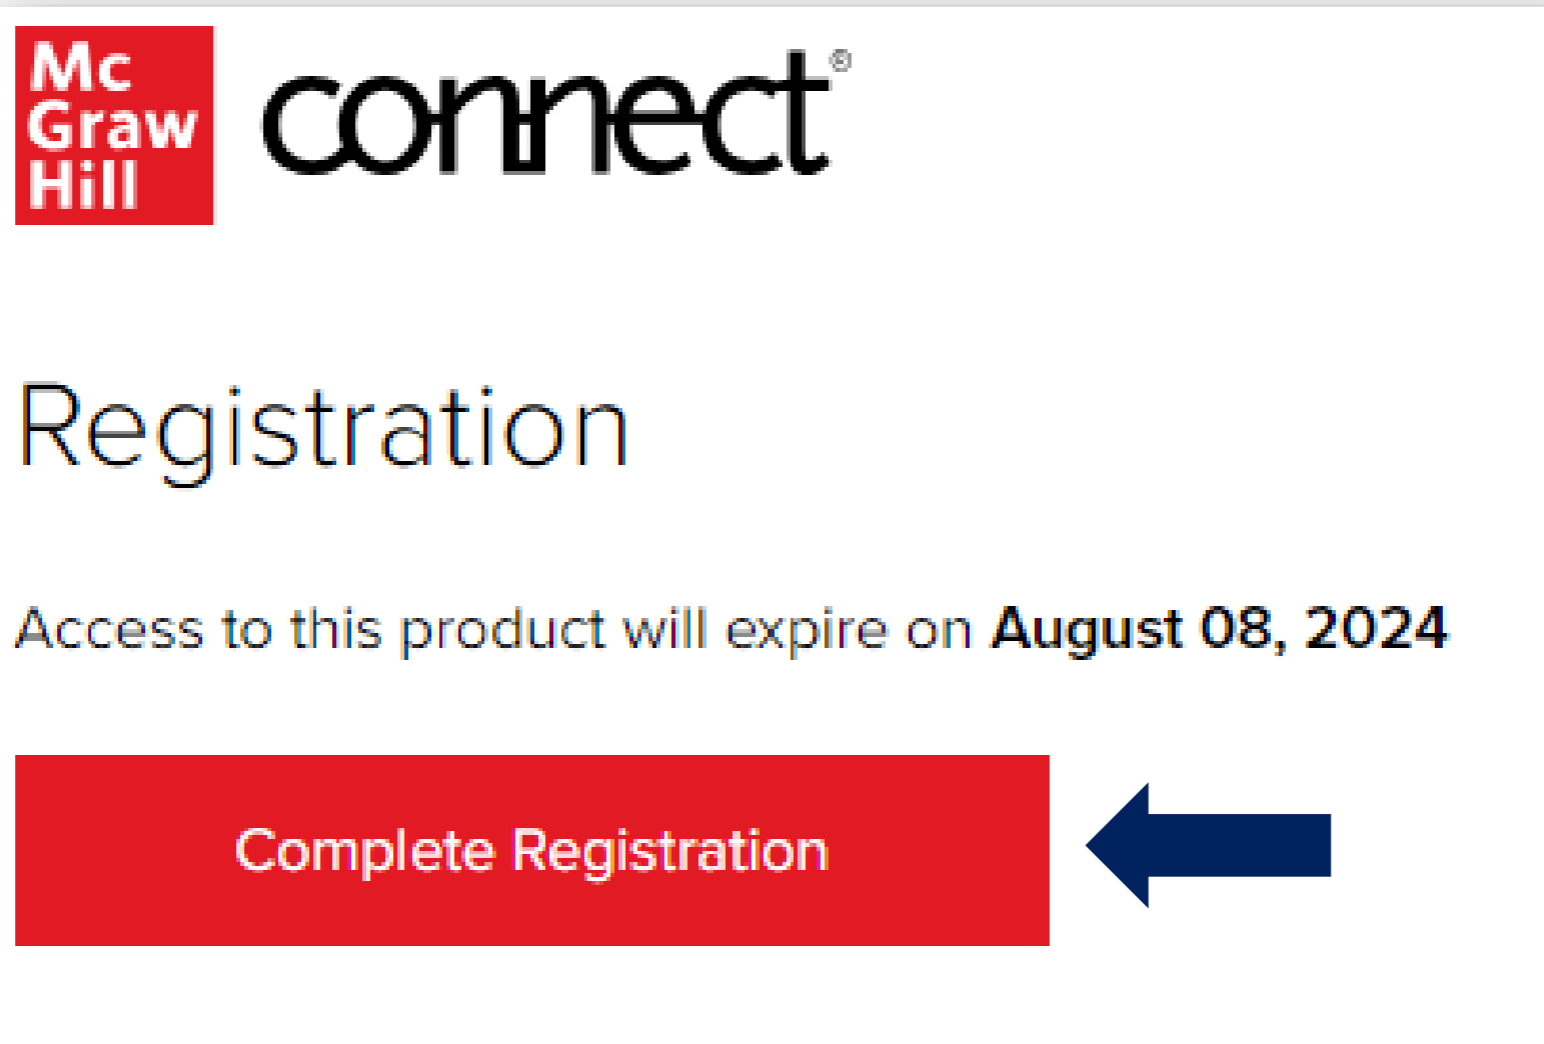 Mc
Graw
Hill
connect®
Registration
Access to this product will expire on August 08, 2024
Complete Registration